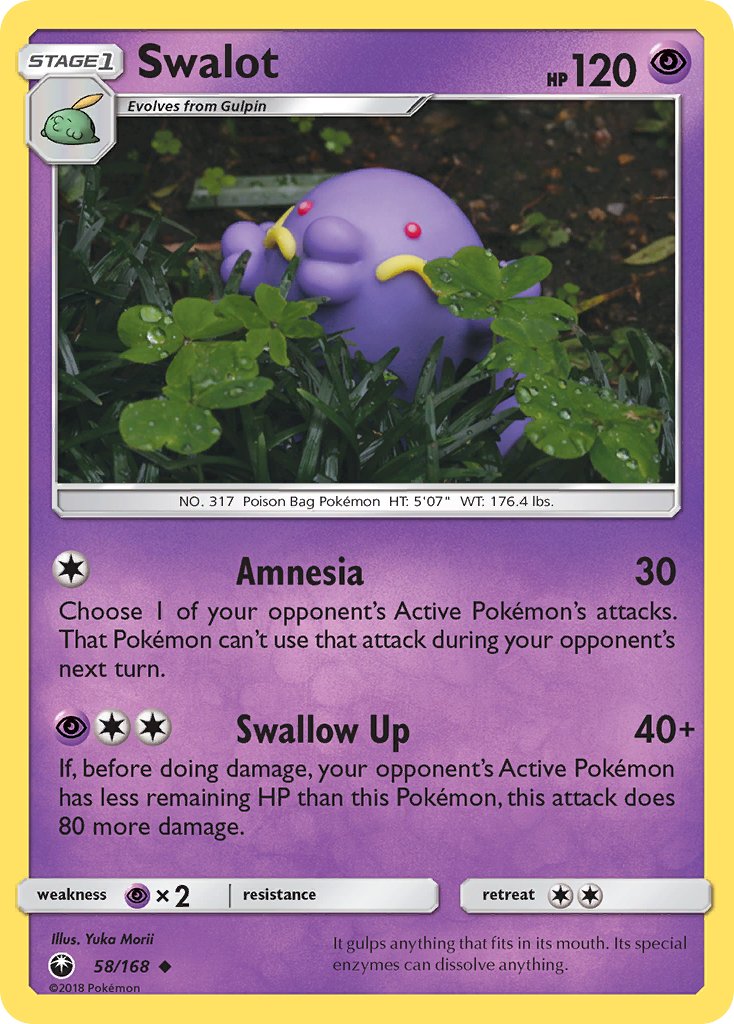 STAGE1
Swalot
HP 120
Evolves from Gulpin
NO. 317 Poison Bag Pokémon HT: 5'07" WT: 176.4 lbs.
Amnesia 30
Choose 1 of your opponent's Active Pokémon's attacks.
That Pokémon can't use that attack during your opponent's
next turn.
Swallow Up 40+
If, before doing damage, your opponent's Active Pokémon
has less remaining HP than this Pokémon, this attack does
80 more damage.
weakness ×2 resistance retreat
Illus. Yuka Morii
58/168
©2018 Pokémon
It gulps anything that fits in its mouth. Its special
enzymes can dissolve anything.